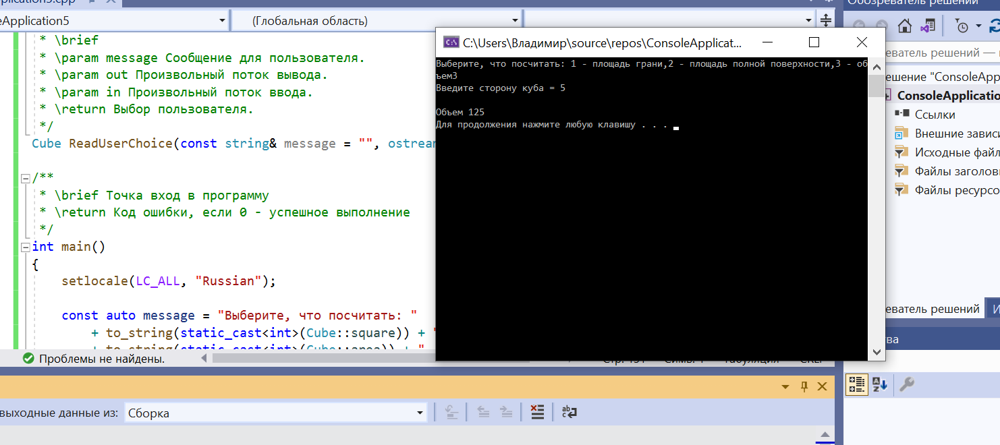 eApplication5
(Глобальная область)
* \brief
* \param message Сообщение для пользователя.
* \param out Произвольный поток вывода.
* \param in Произвольный поток ввода.
* \return Выбор пользователя.
*/
Cube ReadUserChoice(const string& message = "", ostream
/**
* \brief Точка вход в программу
* \return Код ошибки, если 0 - успешное выполнение
*/
int main()
{
setlocale(LC_ALL, "Russian");
const auto message = "Выберите, что посчитать: "
+ to_string(static_cast<int>(Cube::square)) + "
+ to_string(static_cast<int>(Cube::area)) + "
Проблемы не найдены.
C:\Users\Владимир\source\repos\ConsoleApplicat...
Выберите, что посчитать: 1 - площадь грани,2 - площадь полной поверхности,3 - об
ъем3
Введите сторону куба = 5
Объем 125
Для продолжения нажмите любую клавишу . . .
Обозреватель решений
еватель решений —
ешение "ConsoleApp
ConsoleApplicatio
Ссылки
Внешние зависи
Исходные файл
Файлы заголов
Файлы ресурсо
еватель решений
ва
выходные данные из:
Сборка